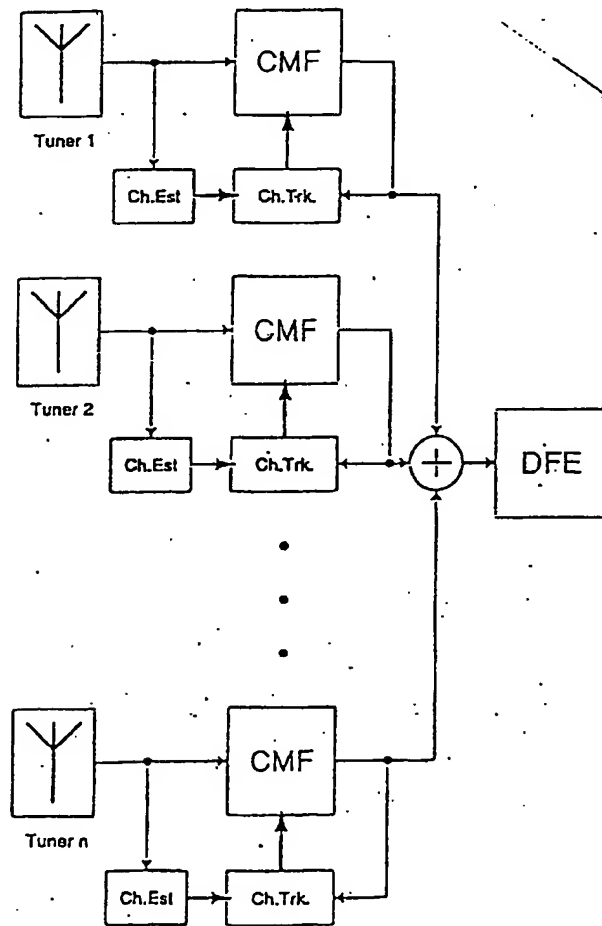 CMF
Tuner 1
Ch.Est
Ch.Trk.
CMF
Tuner 2
Ch.Est
Ch.Trk.
DFE
CMF
Tuner n
Ch.Est
Ch.Trk.